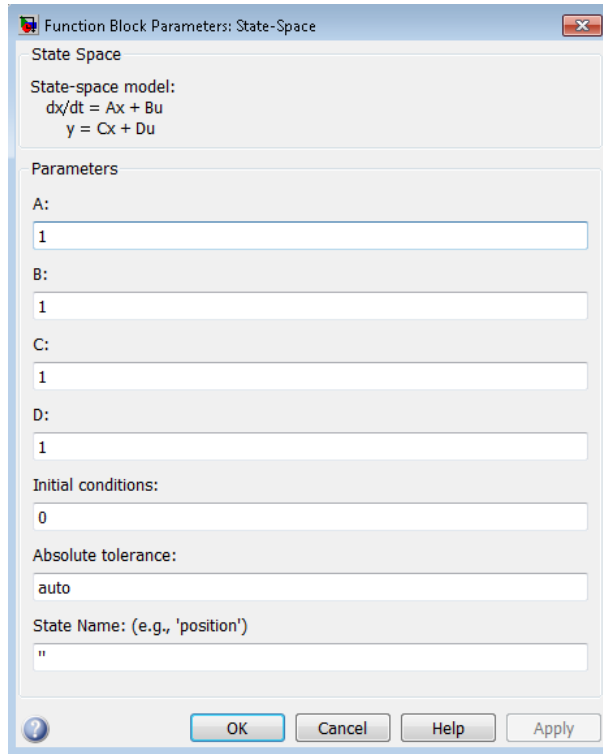 Function Block Parameters: State-Space
State Space
State-space model:
dx/dt = Ax + Bu
y = Cx + Du
Parameters
A:
1
B:
1
C:
1
D:
1
Initial conditions:
0
Absolute tolerance:
auto
State Name: (e.g., 'position')
''
OK Cancel Help Apply